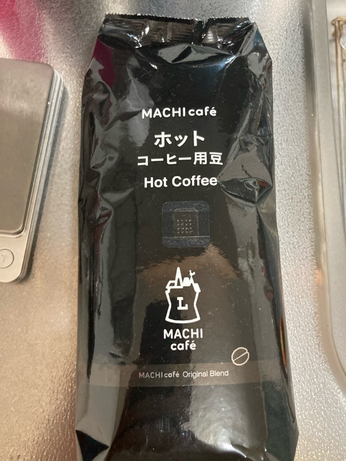 MACHI café
ホット
コーヒー用豆
Hot Coffee
L
MACHI
café
MACHI café Original Blend